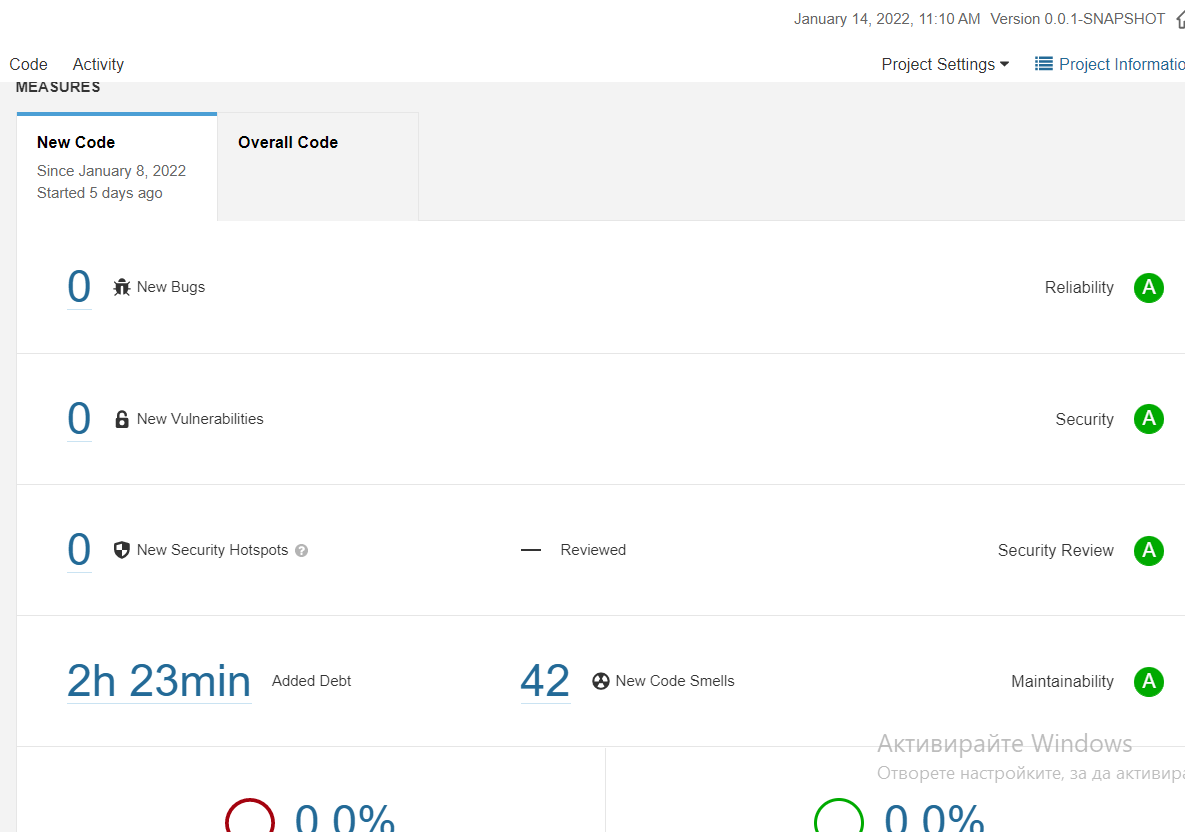 January 14, 2022, 11:10 AM Version 0.0.1-SNAPSHOT
Code Activity Project Settings Project Informatio
MEASURES
New Code Overall Code
Since January 8, 2022
Started 5 days ago
0 New Bugs Reliability A
0 New Vulnerabilities Security A
0 New Security Hotspots ? Reviewed Security Review A
2h 23min Added Debt 42 New Code Smells Maintainability A
Активирайте Windows
Отворете настройките, за да активира
0.0% 0.0%